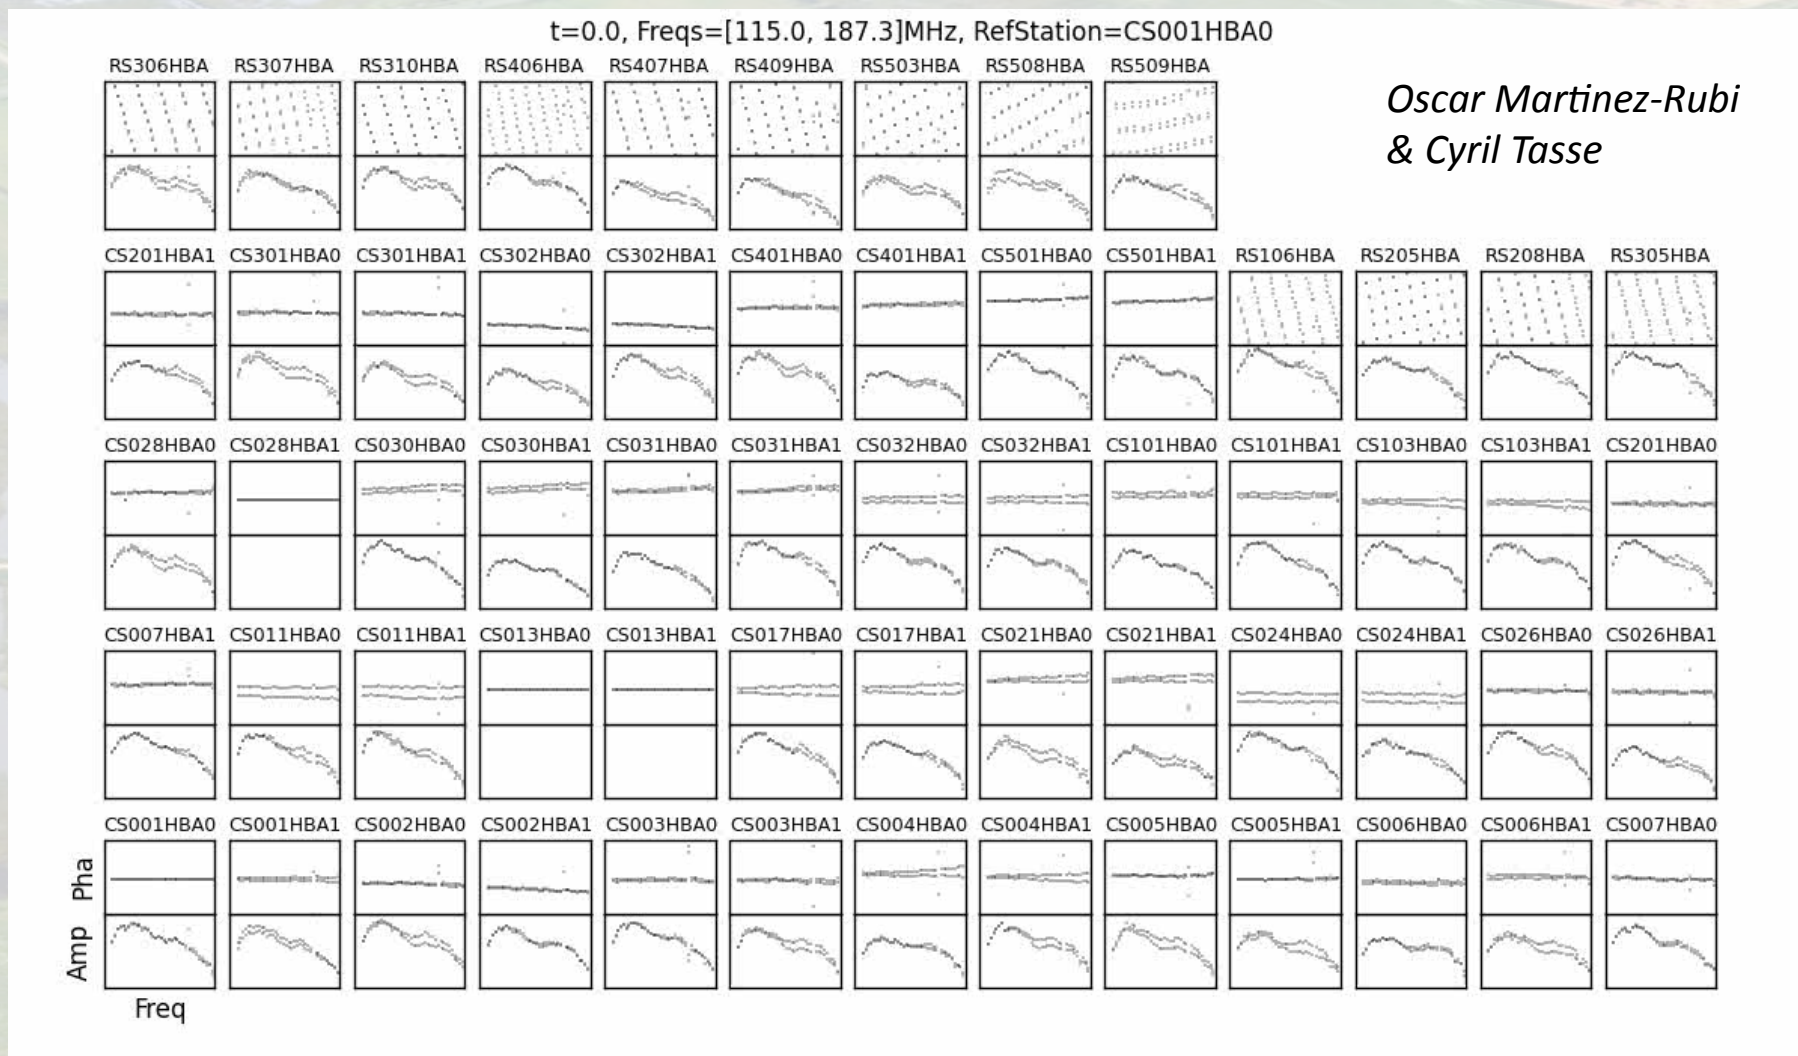 t=0.0, Freqs=[115.0, 187.3]MHz, RefStation=CS001HBA0
Oscar Martinez-Rubi
& Cyril Tasse
RS306HBA RS307HBA RS310HBA RS406HBA RS407HBA RS409HBA RS503HBA RS508HBA RS509HBA
CS201HBA1 CS301HBA0 CS301HBA1 CS302HBA0 CS302HBA1 CS401HBA0 CS401HBA1 CS501HBA0 CS501HBA1 RS106HBA RS205HBA RS208HBA RS305HBA
CS028HBA0 CS028HBA1 CS030HBA0 CS030HBA1 CS031HBA0 CS031HBA1 CS032HBA0 CS032HBA1 CS101HBA0 CS101HBA1 CS103HBA0 CS103HBA1 CS201HBA0
CS007HBA1 CS011HBA0 CS011HBA1 CS013HBA0 CS013HBA1 CS017HBA0 CS017HBA1 CS021HBA0 CS021HBA1 CS024HBA0 CS024HBA1 CS026HBA0 CS026HBA1
CS001HBA0 CS001HBA1 CS002HBA0 CS002HBA1 CS003HBA0 CS003HBA1 CS004HBA0 CS004HBA1 CS005HBA0 CS005HBA1 CS006HBA0 CS006HBA1 CS007HBA0
Pha
Amp
Freq